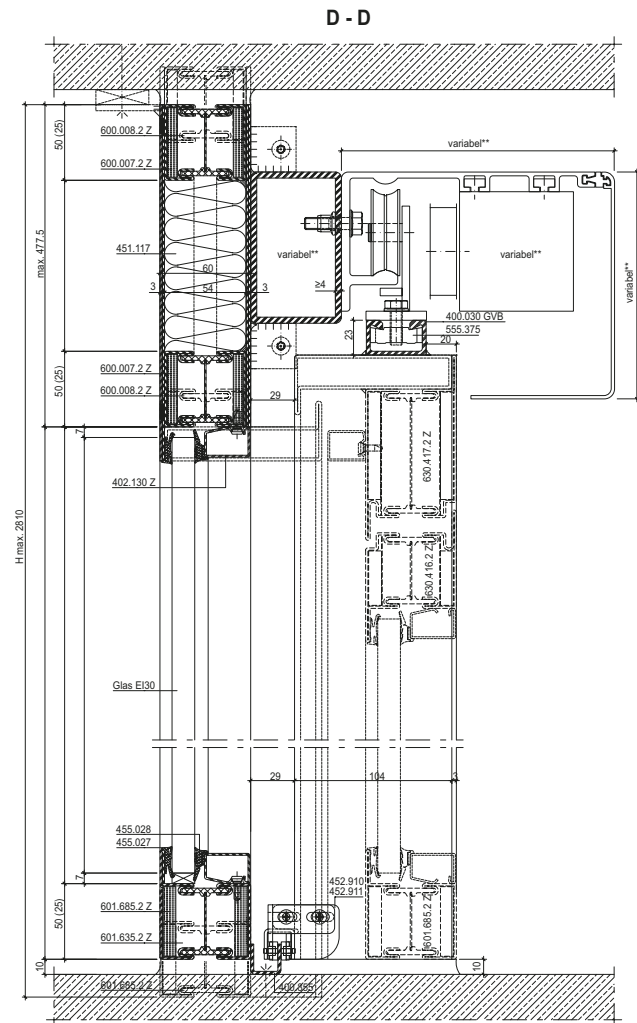 D - D
variabel**
50 (25)
600.008.2 Z
600.007.2 Z
max. 477.5
451.117
60
3
54
3
variabel**
≥4
variabel**
variabel**
400.030 GVB
555.375
23
20
50 (25)
600.007.2 Z
600.008.2 Z
29
7
402.130 Z
630.417.2 Z
630.416.2 Z
H max. 2810
Glas EI30
29
104
3
455.028
455.027
7
452.910
452.911
50 (25)
601.685.2 Z
601.635.2 Z
601.685.2 Z
10
601.685.2 Z
400.365
10